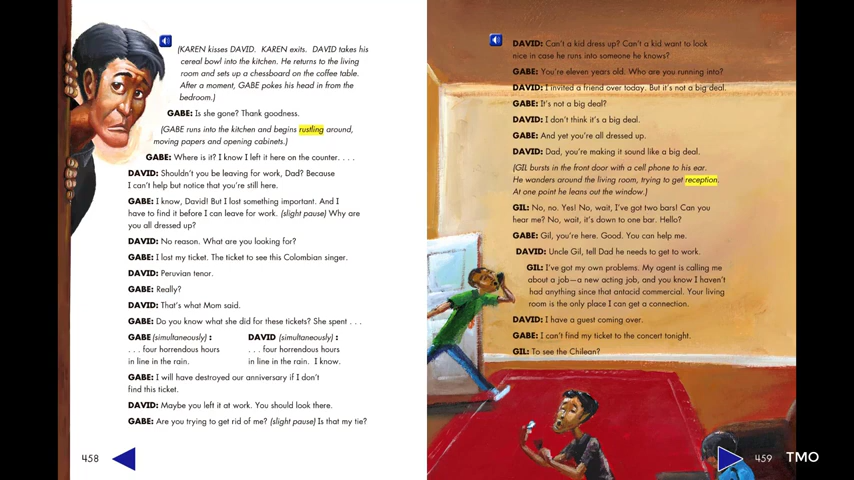 (KAREN kisses DAVID. KAREN exits. DAVID takes his
cereal bowl into the kitchen. He returns to the living
room and sets up a chessboard on the coffee table.
After a moment, GABE pokes his head in from the
bedroom.)
GABE: Is she gone? Thank goodness.
(GABE runs into the kitchen and begins rustling around,
moving papers and opening cabinets.)
GABE: Where is it? I know I left it here on the counter. . . .
DAVID: Shouldn't you be leaving for work, Dad? Because
I can't help but notice that you're still here.
GABE: I know, David! But I lost something important. And I
have to find it before I can leave for work. (slight pause) Why are
you all dressed up?
DAVID: No reason. What are you looking for?
GABE: I lost my ticket. The ticket to see this Colombian singer.
DAVID: Peruvian tenor.
GABE: Really?
DAVID: That's what Mom said.
GABE: Do you know what she did for these tickets? She spent . . .
GABE (simultaneously) :
. . . four horrendous hours
in line in the rain.
DAVID (simultaneously) :
. . . four horrendous hours
in line in the rain. I know.
GABE: I will have destroyed our anniversary if I don't
find this ticket.
DAVID: Maybe you left it at work. You should look there.
GABE: Are you trying to get rid of me? (slight pause) Is that my tie?
458
DAVID: Can't a kid dress up? Can't a kid want to look
nice in case he runs into someone he knows?
GABE: You're eleven years old. Who are you running into?
DAVID: I invited a friend over today. But it's not a big deal.
GABE: It's not a big deal?
DAVID: I don't think it's a big deal.
GABE: And yet you're all dressed up.
DAVID: Dad, you're making it sound like a big deal.
(GIL bursts in the front door with a cell phone to his ear.
He wanders around the living room, trying to get reception.
At one point he leans out the window.)
GIL: No, no. Yes! No, wait, I've got two bars! Can you
hear me? No, wait, it's down to one bar. Hello?
GABE: Gil, you're here. Good. You can help me.
DAVID: Uncle Gil, tell Dad he needs to get to work.
GIL: I've got my own problems. My agent is calling me
about a job—a new acting job, and you know I haven't
had anything since that antacid commercial. Your living
room is the only place I can get a connection.
DAVID: I have a guest coming over.
GABE: I can't find my ticket to the concert tonight.
GIL: To see the Chilean?
459
TMO